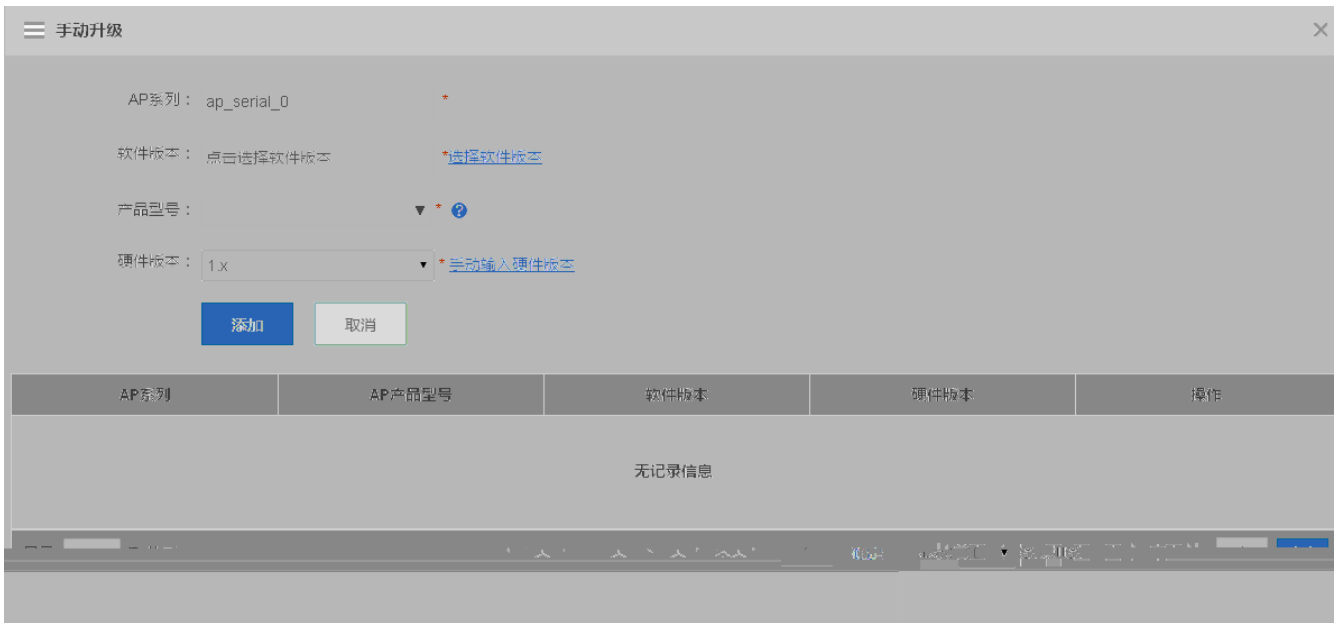 手动升级
AP系列： ap_serial_0 *
软件版本： 点击选择软件版本 *选择软件版本
产品型号： *
硬件版本： 1.x * 手动输入硬件版本
添加 取消
AP系列 AP产品型号 软件版本 硬件版本 操作
无记录信息